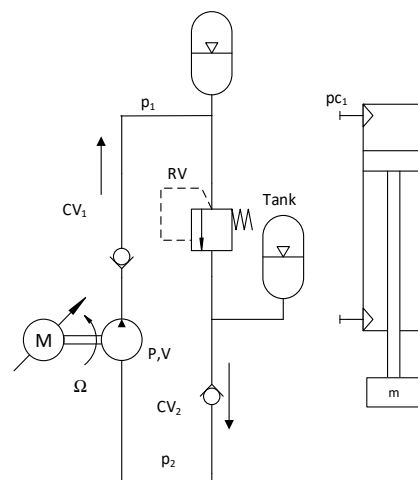 p₁
pc₁
RV
Tank
CV₁
M
P,V
Ω
CV₂
m
p₂